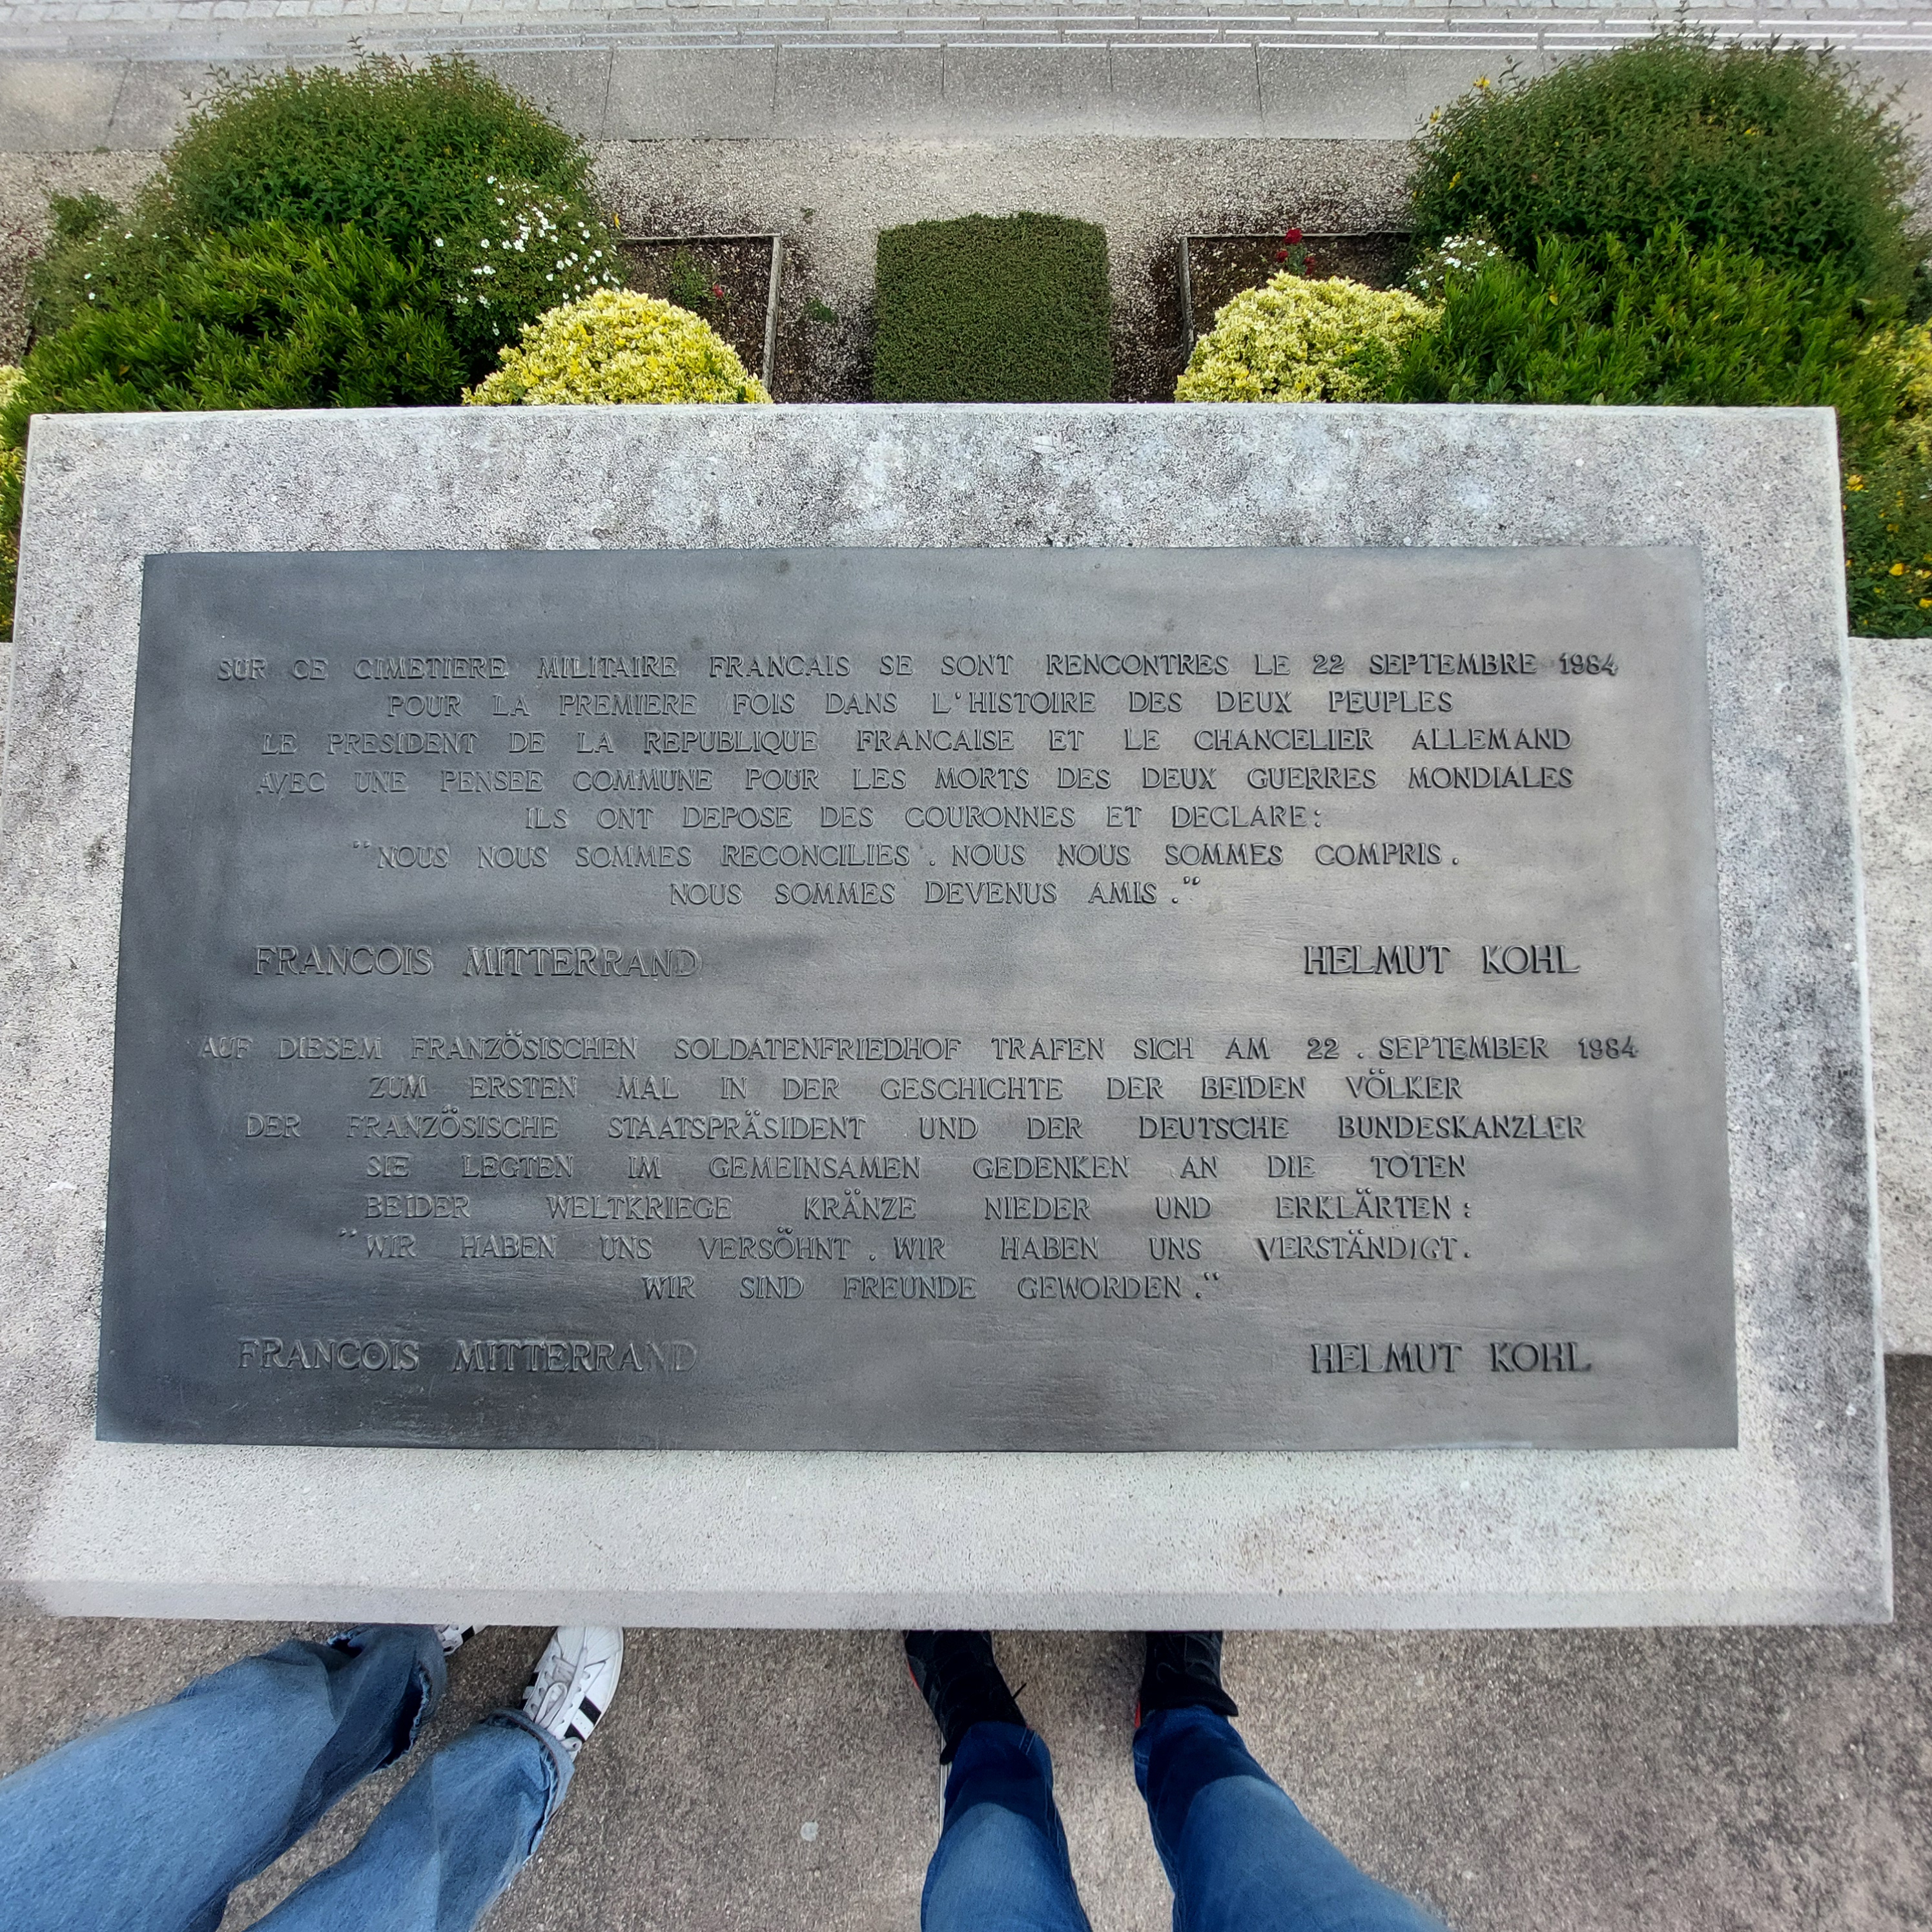 SUR CE CIMETIERE MILITAIRE FRANCAIS SE SONT RENCONTRES LE 22 SEPTEMBRE 1984
POUR LA PREMIERE FOIS DANS L'HISTOIRE DES DEUX PEUPLES
LE PRESIDENT DE LA REPUBLIQUE FRANCAISE ET LE CHANCELIER ALLEMAND
AVEC UNE PENSEE COMMUNE POUR LES MORTS DES DEUX GUERRES MONDIALES
ILS ONT DEPOSE DES COURONNES ET DECLARE:
"NOUS NOUS SOMMES RECONCILIES. NOUS NOUS SOMMES COMPRIS.
NOUS SOMMES DEVENUS AMIS."
FRANCOIS MITTERRAND HELMUT KOHL
AUF DIESEM FRANZÖSISCHEN SOLDATENFRIEDHOF TRAFEN SICH AM 22. SEPTEMBER 1984
ZUM ERSTEN MAL IN DER GESCHICHTE DER BEIDEN VÖLKER
DER FRANZÖSISCHE STAATSPRÄSIDENT UND DER DEUTSCHE BUNDESKANZLER
SIE LEGTEN IM GEMEINSAMEN GEDENKEN AN DIE TOTEN
BEIDER WELTKRIEGE KRÄNZE NIEDER UND ERKLÄRTEN:
"WIR HABEN UNS VERSÖHNT. WIR HABEN UNS VERSTÄNDIGT.
WIR SIND FREUNDE GEWORDEN."
FRANCOIS MITTERRAND HELMUT KOHL